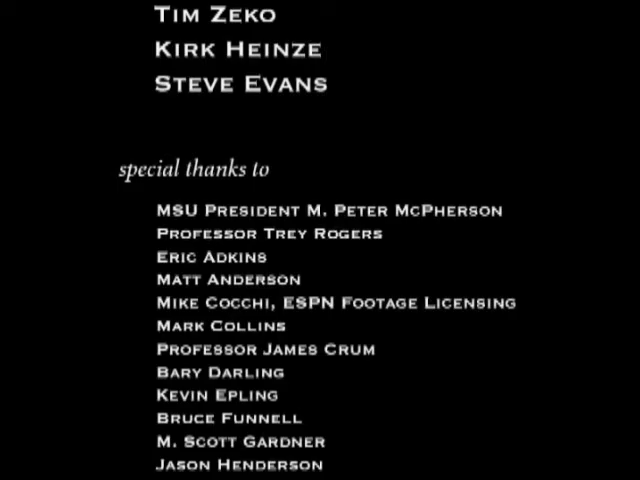 TIM ZEKO
KIRK HEINZE
STEVE EVANS
special thanks to
MSU PRESIDENT M. PETER MCPHERSON
PROFESSOR TREY ROGERS
ERIC ADKINS
MATT ANDERSON
MIKE COCCHI, ESPN FOOTAGE LICENSING
MARK COLLINS
PROFESSOR JAMES CRUM
BARY DARLING
KEVIN EPLING
BRUCE FUNNELL
M. SCOTT GARDNER
JASON HENDERSON